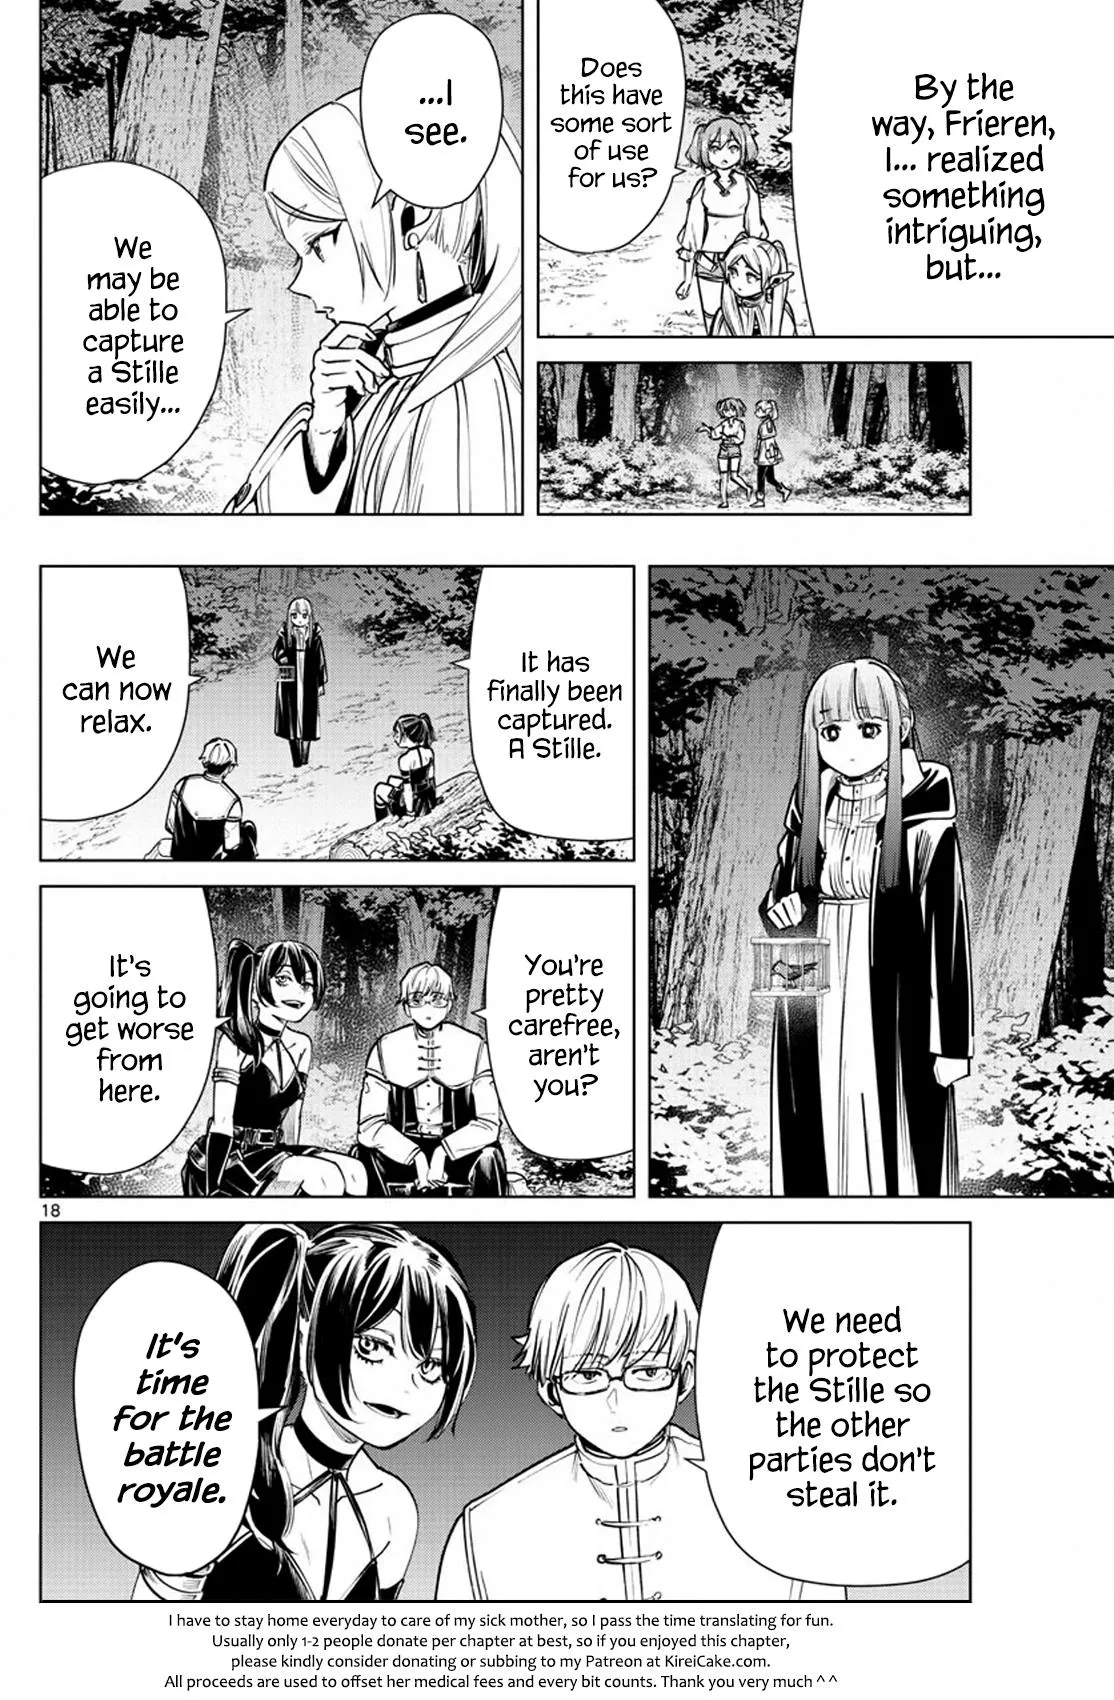 By the
way, Frieren,
I... realized
something
intriguing,
but...
Does
this have
some sort
of use
for us?
...I
see.
We
may be
able to
capture
a Stille
easily...
It has
finally been
captured.
A Stille.
We
can now
relax.
You're
pretty
carefree,
aren't
you?
It's
going to
get worse
from
here.
18
We need
to protect
the Stille so
the other
parties don't
steal it.
It's
time
for the
battle
royale.
I have to stay home everyday to care of my sick mother, so I pass the time translating for fun.
Usually only 1-2 people donate per chapter at best, so if you enjoyed this chapter,
please kindly consider donating or subbing to my Patreon at KireiCake.com.
All proceeds are used to offset her medical fees and every bit counts. Thank you very much ^ ^